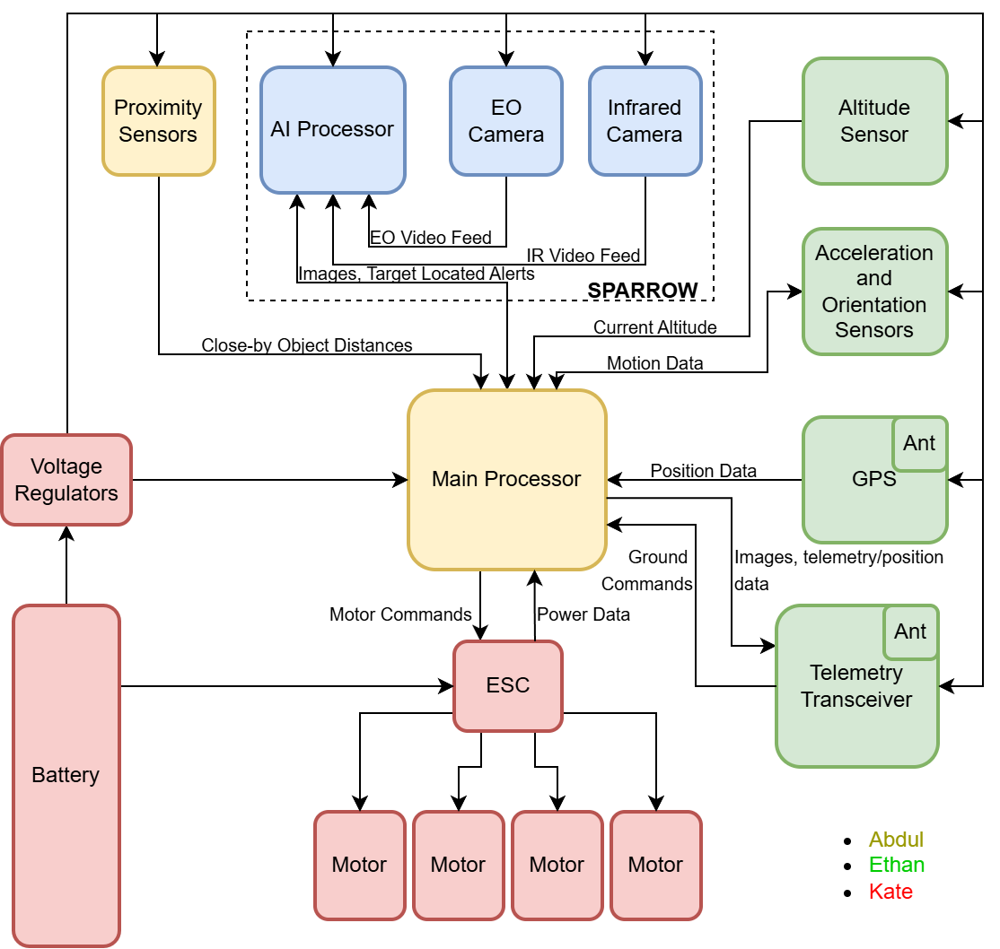 Proximity
Sensors
AI Processor
EO
Camera
Infrared
Camera
Altitude
Sensor
EO Video Feed
IR Video Feed
Images, Target Located Alerts
SPARROW
Acceleration
and
Orientation
Sensors
Current Altitude
Close-by Object Distances
Motion Data
Voltage
Regulators
Main Processor
Position Data
Ant
GPS
Ground
Commands
Images, telemetry/position
data
Motor Commands
Power Data
Ant
Telemetry
Transceiver
ESC
Battery
Motor
Motor
Motor
Motor
Abdul
Ethan
Kate